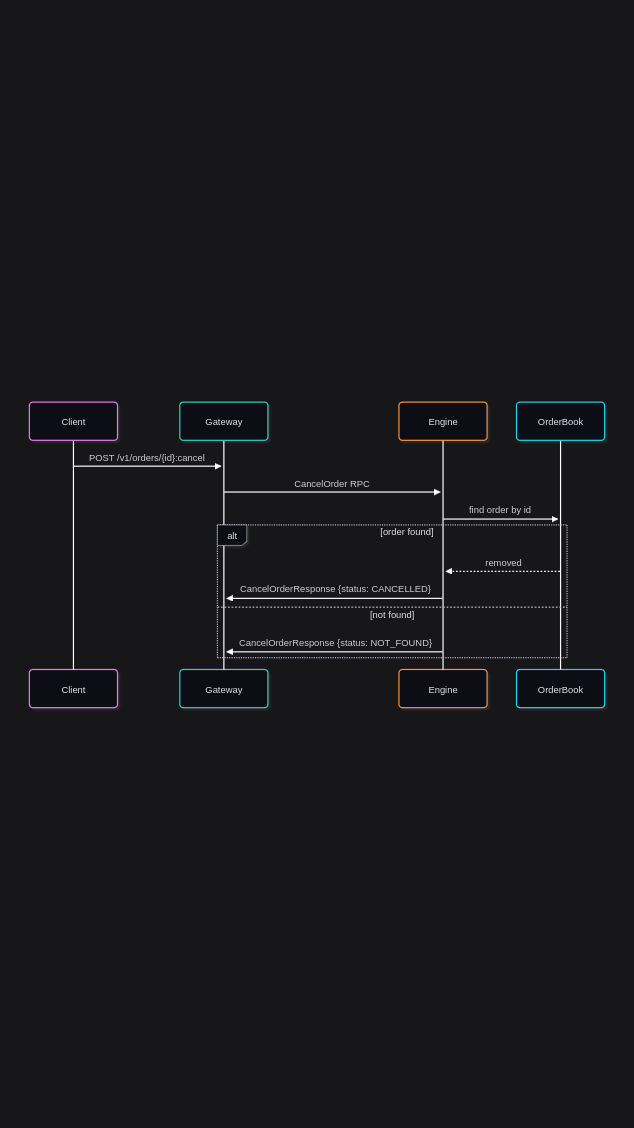 Client
Gateway
Engine
OrderBook
POST /v1/orders/{id}:cancel
CancelOrder RPC
find order by id
alt
[order found]
removed
CancelOrderResponse {status: CANCELLED}
[not found]
CancelOrderResponse {status: NOT_FOUND}
Client
Gateway
Engine
OrderBook